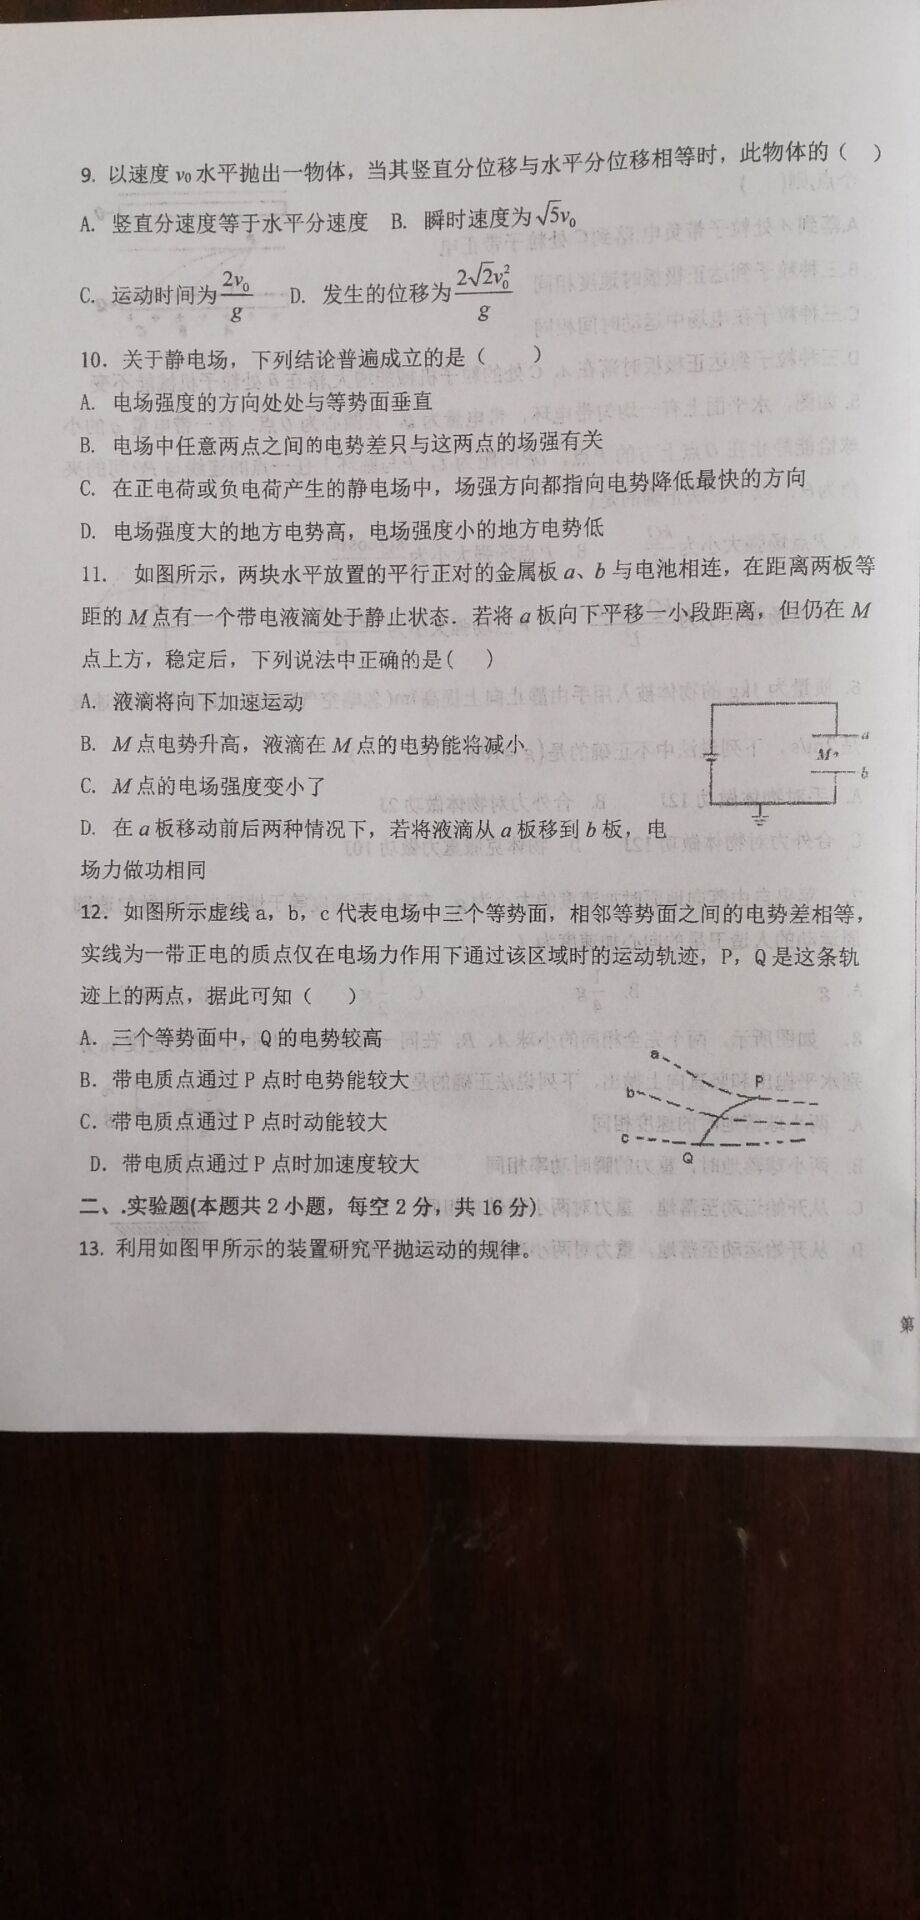 9. 以速度 v₀ 水平抛出一物体，当其竖直分位移与水平分位移相等时，此物体的（ ）
A. 竖直分速度等于水平分速度 B. 瞬时速度为√5v₀
C. 运动时间为2v₀/g D. 发生的位移为2√2v₀²/g
10．关于静电场，下列结论普遍成立的是（ ）
A. 电场强度的方向处处与等势面垂直
B. 电场中任意两点之间的电势差只与这两点的场强有关
C. 在正电荷或负电荷产生的静电场中，场强方向都指向电势降低最快的方向
D. 电场强度大的地方电势高，电场强度小的地方电势低
11. 如图所示，两块水平放置的平行正对的金属板 a、b 与电池相连，在距离两板等
距的 M 点有一个带电液滴处于静止状态．若将 a 板向下平移一小段距离，但仍在 M
点上方，稳定后，下列说法中正确的是( )
A. 液滴将向下加速运动
B. M 点电势升高，液滴在 M 点的电势能将减小
C. M 点的电场强度变小了
D. 在 a 板移动前后两种情况下，若将液滴从 a 板移到 b 板，电
场力做功相同
a
M
b
12．如图所示虚线 a，b，c 代表电场中三个等势面，相邻等势面之间的电势差相等，
实线为一带正电的质点仅在电场力作用下通过该区域时的运动轨迹，P，Q 是这条轨
迹上的两点，据此可知（ ）
A．三个等势面中，Q 的电势较高
B．带电质点通过 P 点时电势能较大
C．带电质点通过 P 点时动能较大
D．带电质点通过 P 点时加速度较大
a
P
b
c
Q
二、.实验题(本题共 2 小题，每空 2 分，共 16 分)
13. 利用如图甲所示的装置研究平抛运动的规律。
第